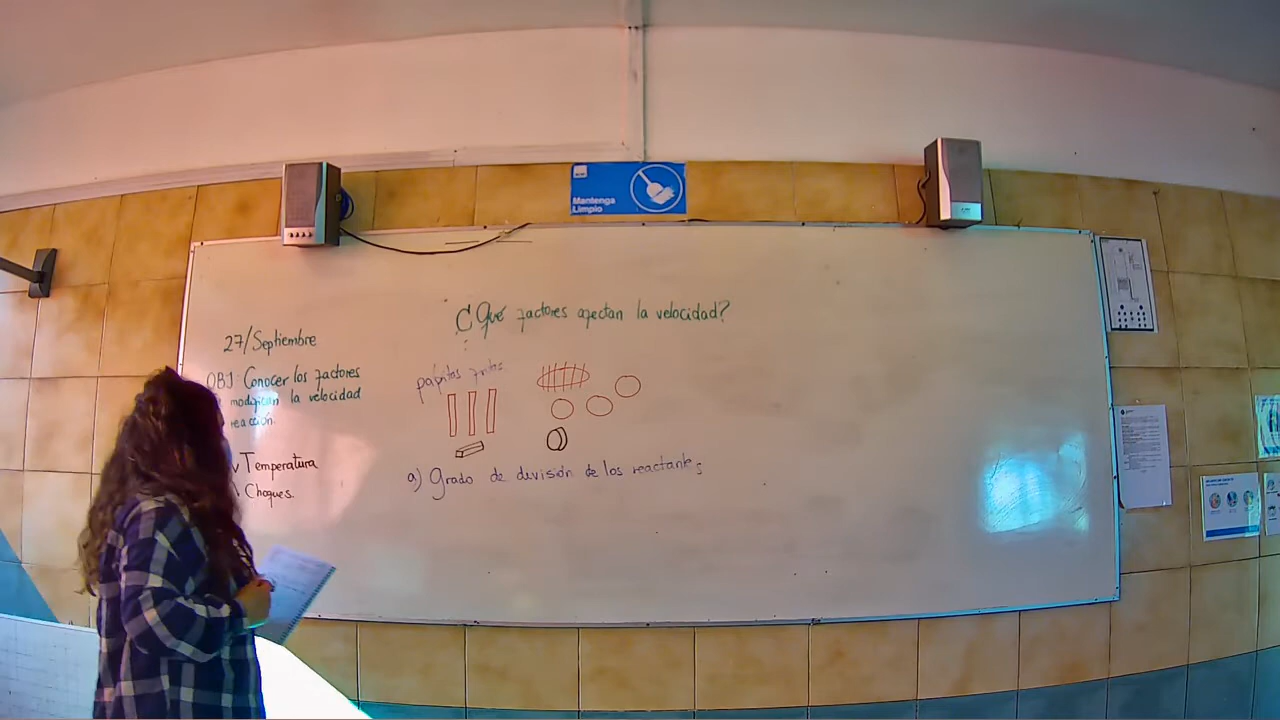 Mantenga
Limpio
¿Qué factores afectan la velocidad?
27/Septiembre
OBJ: Conocer los factores
modifican la velocidad
reacción.
Temperatura
Choques.
papitas fritas
a) Grado de división de los reactantes